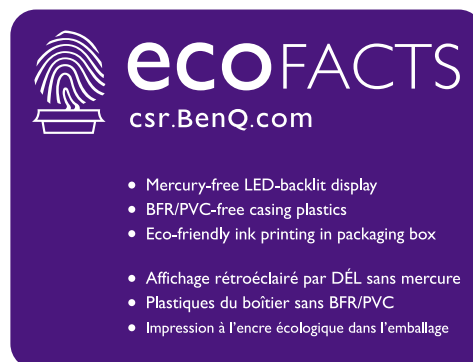 ecoFACTS
csr.BenQ.com
• Mercury-free LED-backlit display
• BFR/PVC-free casing plastics
• Eco-friendly ink printing in packaging box
• Affichage rétroéclairé par DÉL sans mercure
• Plastiques du boîtier sans BFR/PVC
• Impression à l'encre écologique dans l'emballage